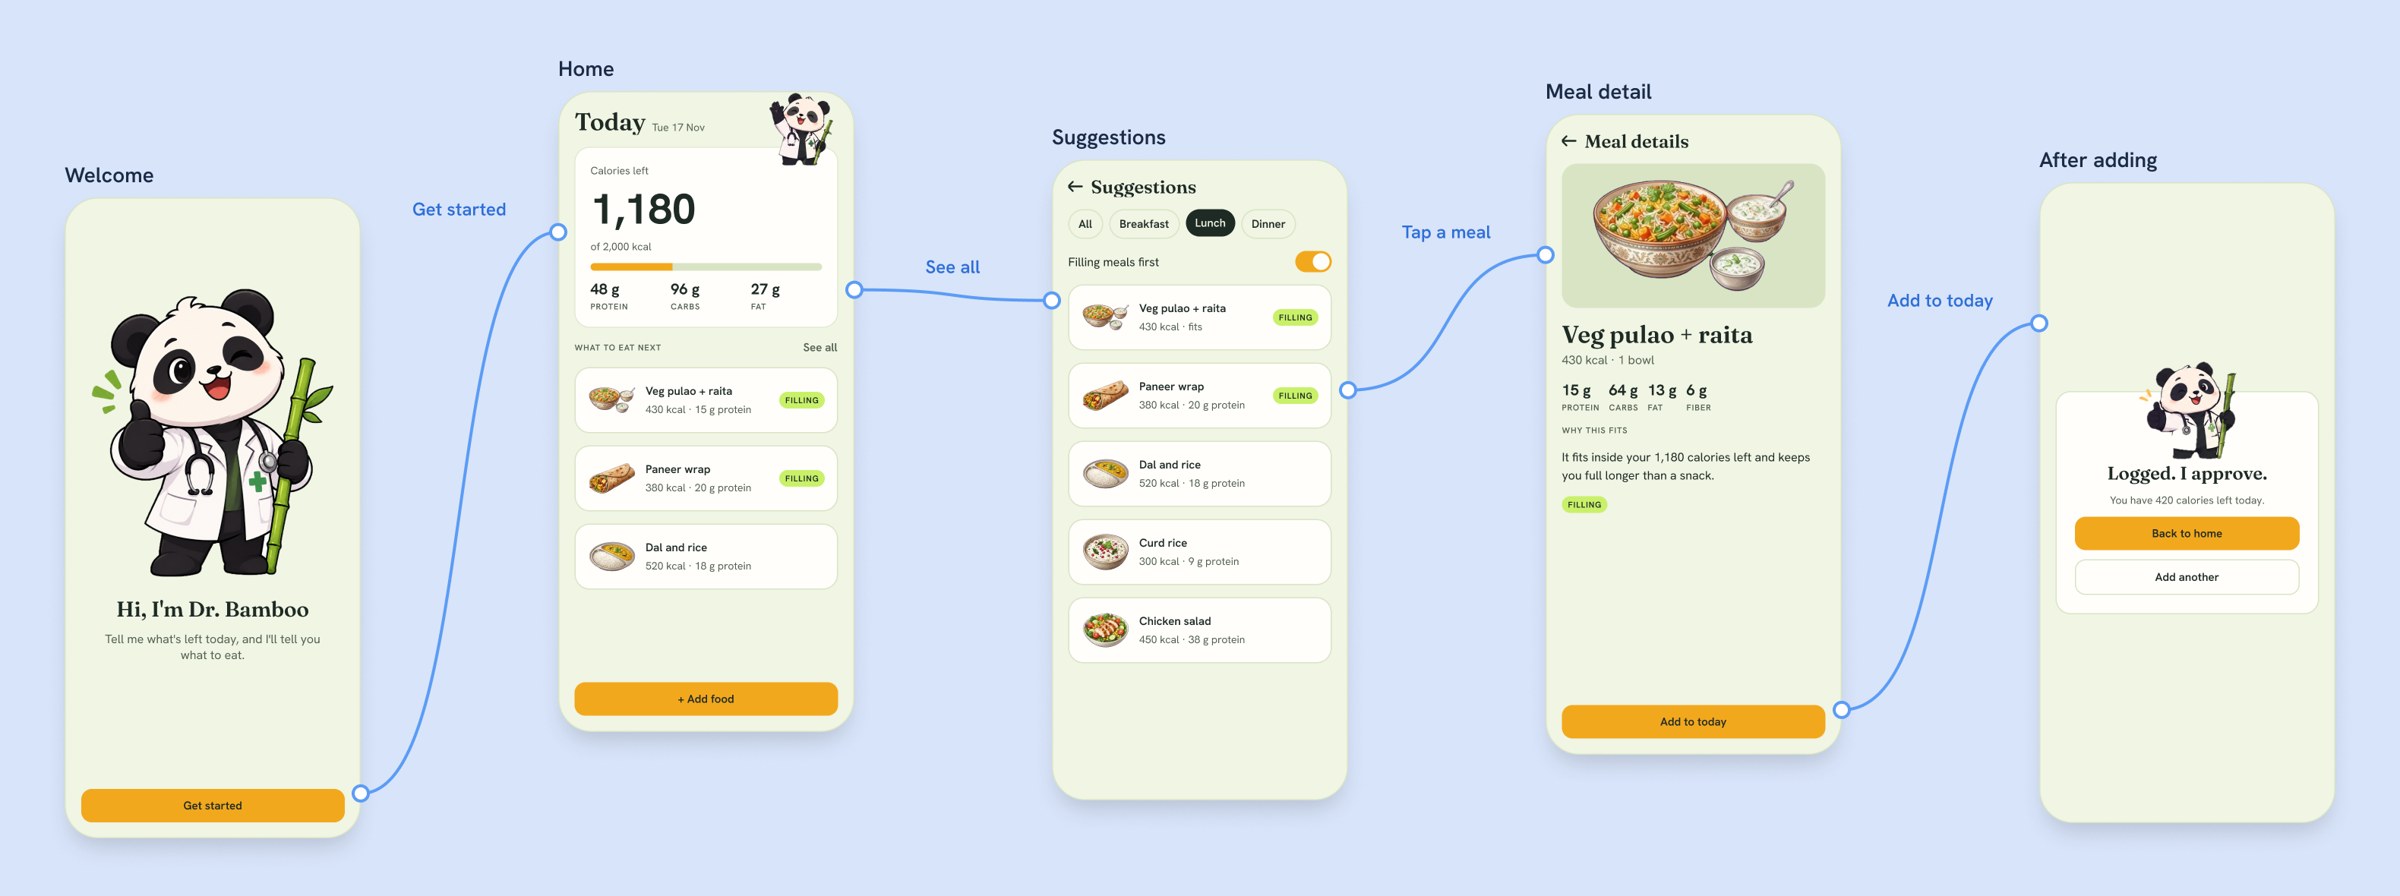 Welcome
Hi, I'm Dr. Bamboo
Tell me what's left today, and I'll tell you
what to eat.
Get started
Get started
Home
Today Tue 17 Nov
Calories left
1,180
of 2,000 kcal
48 g 96 g 27 g
PROTEIN CARBS FAT
WHAT TO EAT NEXT See all
Veg pulao + raita
430 kcal · 15 g protein
FILLING
Paneer wrap
380 kcal · 20 g protein
FILLING
Dal and rice
520 kcal · 18 g protein
+ Add food
See all
Suggestions
← Suggestions
All Breakfast Lunch Dinner
Filling meals first
Veg pulao + raita
430 kcal · fits
FILLING
Paneer wrap
380 kcal · 20 g protein
FILLING
Dal and rice
520 kcal · 18 g protein
Curd rice
300 kcal · 9 g protein
Chicken salad
450 kcal · 38 g protein
Tap a meal
Meal detail
← Meal details
Veg pulao + raita
430 kcal · 1 bowl
15 g 64 g 13 g 6 g
PROTEIN CARBS FAT FIBER
WHY THIS FITS
It fits inside your 1,180 calories left and keeps
you full longer than a snack.
FILLING
Add to today
Add to today
After adding
Logged. I approve.
You have 420 calories left today.
Back to home
Add another